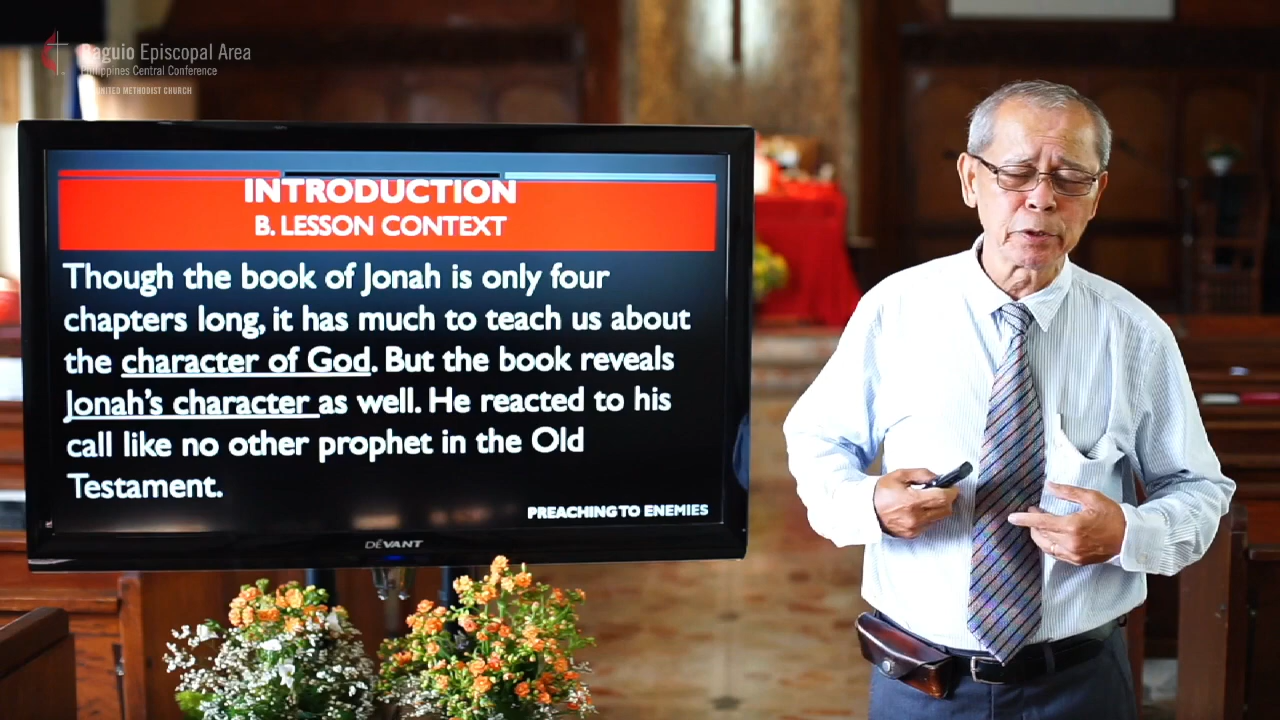 Baguio Episcopal Area
Philippines Central Conference
UNITED METHODIST CHURCH
INTRODUCTION
B. LESSON CONTEXT
Though the book of Jonah is only four
chapters long, it has much to teach us about
the character of God. But the book reveals
Jonah's character as well. He reacted to his
call like no other prophet in the Old
Testament.
PREACHING TO ENEMIES
DEVANT